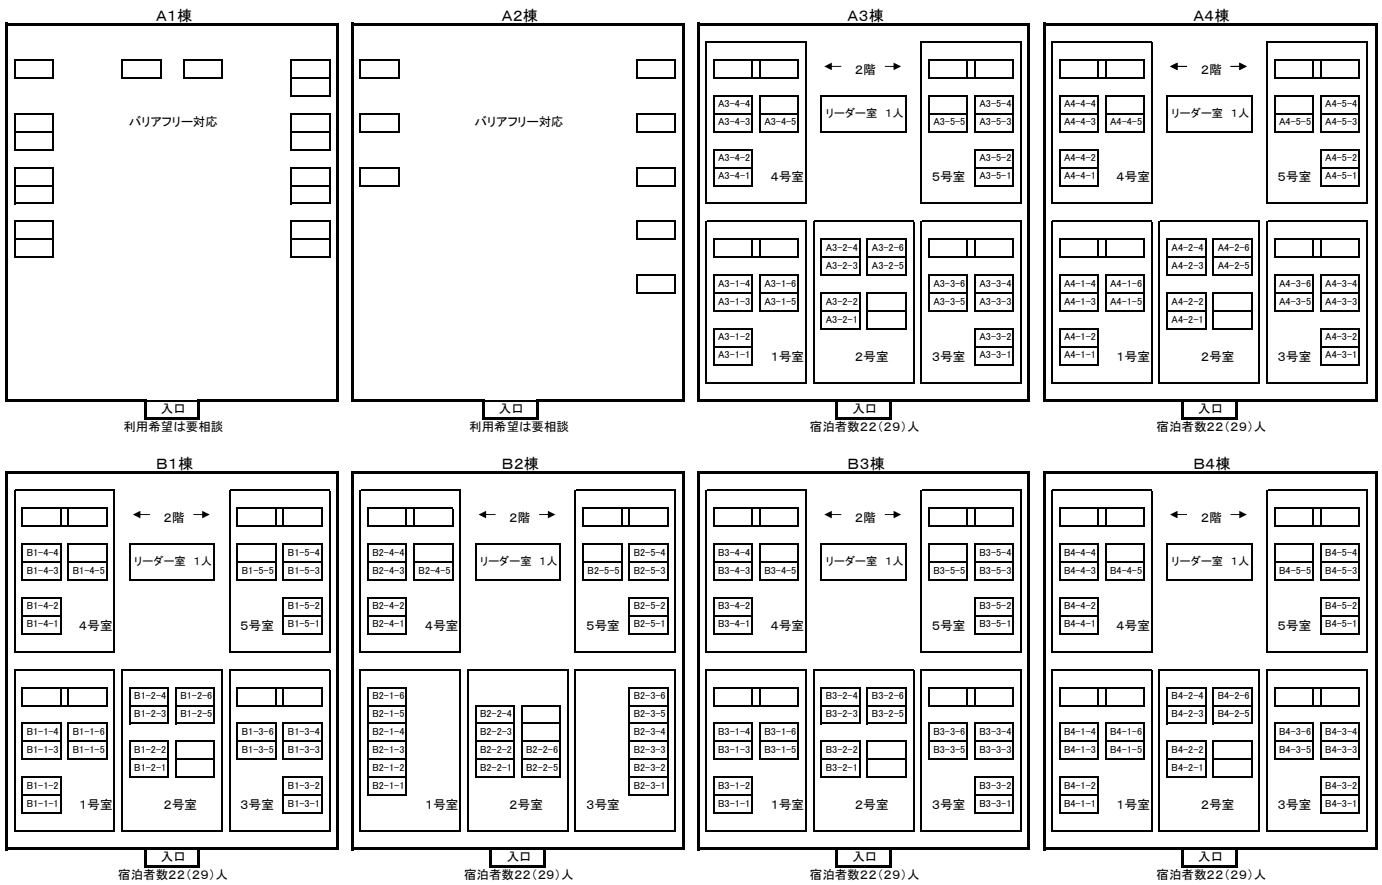 A1棟
バリアフリー対応
入口
利用希望は要相談
A2棟
バリアフリー対応
入口
利用希望は要相談
A3棟
← 2階 →
リーダー室 1人
A3-4-4
A3-4-3 A3-4-5
A3-4-2
A3-4-1
4号室
A3-5-4
A3-5-5 A3-5-3
A3-5-2
A3-5-1
5号室
A3-1-4 A3-1-6
A3-1-3 A3-1-5
A3-1-2
A3-1-1
1号室
A3-2-4 A3-2-6
A3-2-3 A3-2-5
A3-2-2
A3-2-1
2号室
A3-3-6 A3-3-4
A3-3-5 A3-3-3
A3-3-2
A3-3-1
3号室
入口
宿泊者数22(29)人
A4棟
← 2階 →
リーダー室 1人
A4-4-4
A4-4-3 A4-4-5
A4-4-2
A4-4-1
4号室
A4-5-4
A4-5-5 A4-5-3
A4-5-2
A4-5-1
5号室
A4-1-4 A4-1-6
A4-1-3 A4-1-5
A4-1-2
A4-1-1
1号室
A4-2-4 A4-2-6
A4-2-3 A4-2-5
A4-2-2
A4-2-1
2号室
A4-3-6 A4-3-4
A4-3-5 A4-3-3
A4-3-2
A4-3-1
3号室
入口
宿泊者数22(29)人
B1棟
← 2階 →
リーダー室 1人
B1-4-4
B1-4-3 B1-4-5
B1-4-2
B1-4-1
4号室
B1-5-4
B1-5-5 B1-5-3
B1-5-2
B1-5-1
5号室
B1-1-4 B1-1-6
B1-1-3 B1-1-5
B1-1-2
B1-1-1
1号室
B1-2-4 B1-2-6
B1-2-3 B1-2-5
B1-2-2
B1-2-1
2号室
B1-3-6 B1-3-4
B1-3-5 B1-3-3
B1-3-2
B1-3-1
3号室
入口
宿泊者数22(29)人
B2棟
← 2階 →
リーダー室 1人
B2-4-4
B2-4-3 B2-4-5
B2-4-2
B2-4-1
4号室
B2-5-4
B2-5-5 B2-5-3
B2-5-2
B2-5-1
5号室
B2-1-6
B2-1-5
B2-1-4
B2-1-3
B2-1-2
B2-1-1
1号室
B2-2-4
B2-2-3
B2-2-2 B2-2-6
B2-2-1 B2-2-5
2号室
B2-3-6
B2-3-5
B2-3-4
B2-3-3
B2-3-2
B2-3-1
3号室
入口
宿泊者数22(29)人
B3棟
← 2階 →
リーダー室 1人
B3-4-4
B3-4-3 B3-4-5
B3-4-2
B3-4-1
4号室
B3-5-4
B3-5-5 B3-5-3
B3-5-2
B3-5-1
5号室
B3-1-4 B3-1-6
B3-1-3 B3-1-5
B3-1-2
B3-1-1
1号室
B3-2-4 B3-2-6
B3-2-3 B3-2-5
B3-2-2
B3-2-1
2号室
B3-3-6 B3-3-4
B3-3-5 B3-3-3
B3-3-2
B3-3-1
3号室
入口
宿泊者数22(29)人
B4棟
← 2階 →
リーダー室 1人
B4-4-4
B4-4-3 B4-4-5
B4-4-2
B4-4-1
4号室
B4-5-4
B4-5-5 B4-5-3
B4-5-2
B4-5-1
5号室
B4-1-4 B4-1-6
B4-1-3 B4-1-5
B4-1-2
B4-1-1
1号室
B4-2-4 B4-2-6
B4-2-3 B4-2-5
B4-2-2
B4-2-1
2号室
B4-3-6 B4-3-4
B4-3-5 B4-3-3
B4-3-2
B4-3-1
3号室
入口
宿泊者数22(29)人